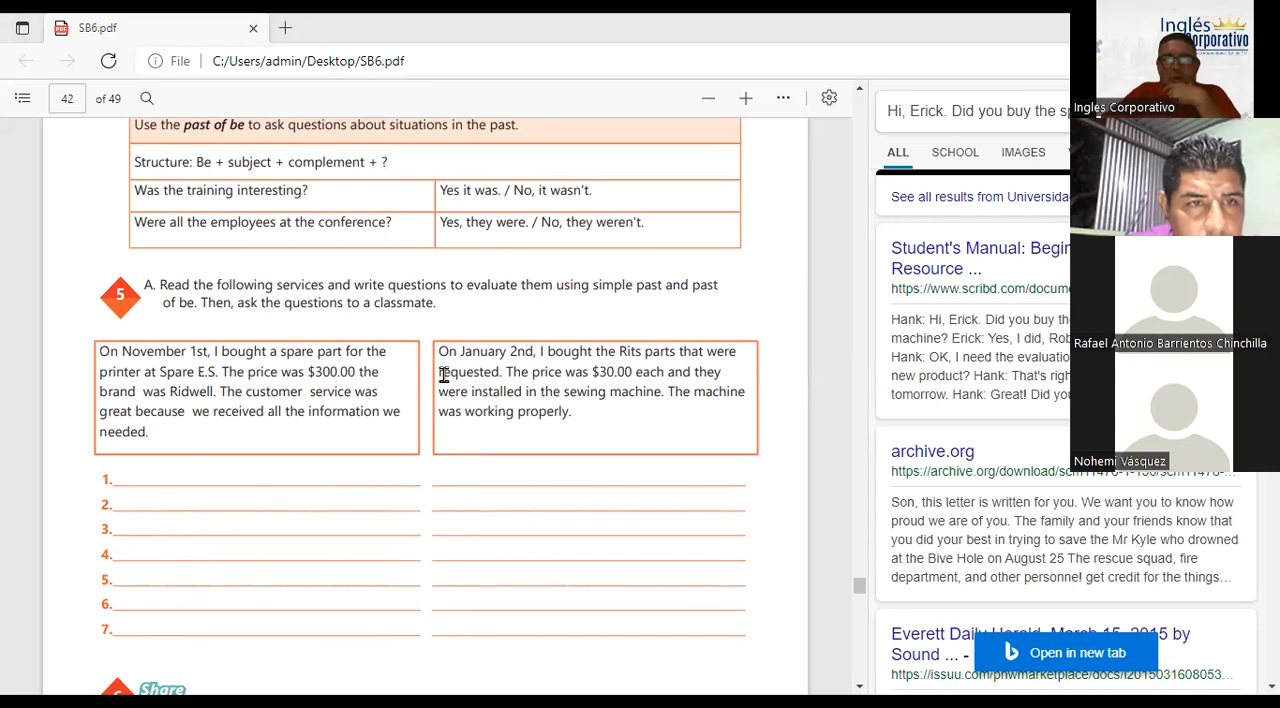 SB6.pdf
File
C:/Users/admin/Desktop/SB6.pdf
42
of 49
Use the past of be to ask questions about situations in the past.
Structure: Be + subject + complement + ?
Was the training interesting?
Yes it was. / No, it wasn't.
Were all the employees at the conference?
Yes, they were. / No, they weren't.
5
A. Read the following services and write questions to evaluate them using simple past and past
of be. Then, ask the questions to a classmate.
On November 1st, I bought a spare part for the
printer at Spare E.S. The price was $300.00 the
brand was Ridwell. The customer service was
great because we received all the information we
needed.
On January 2nd, I bought the Rits parts that were
requested. The price was $30.00 each and they
were installed in the sewing machine. The machine
was working properly.
1.
2.
3.
4.
5.
6.
7.
Share
Hi, Erick. Did you buy the sp
ALL
SCHOOL
IMAGES
See all results from Universida
Student's Manual: Begin
Resource ...
https://www.scribd.com/docume
Hank: Hi, Erick. Did you buy the
machine? Erick: Yes, I did, Rob
Hank: OK, I need the evaluation
new product? Hank: That's right
tomorrow. Hank: Great! Did you
archive.org
https://archive.org/download/
Son, this letter is written for you. We want you to know how
proud we are of you. The family and your friends know that
you did your best in trying to save the Mr Kyle who drowned
at the Bive Hole on August 25 The rescue squad, fire
department, and other personnel get credit for the things...
Everett Daily Herald, March 15, 2015 by
Sound ... -
Open in new tab
Inglés
Corporativo
Ingles Corporativo
Rafael Antonio Barrientos Chinchilla
Nohemi Vásquez